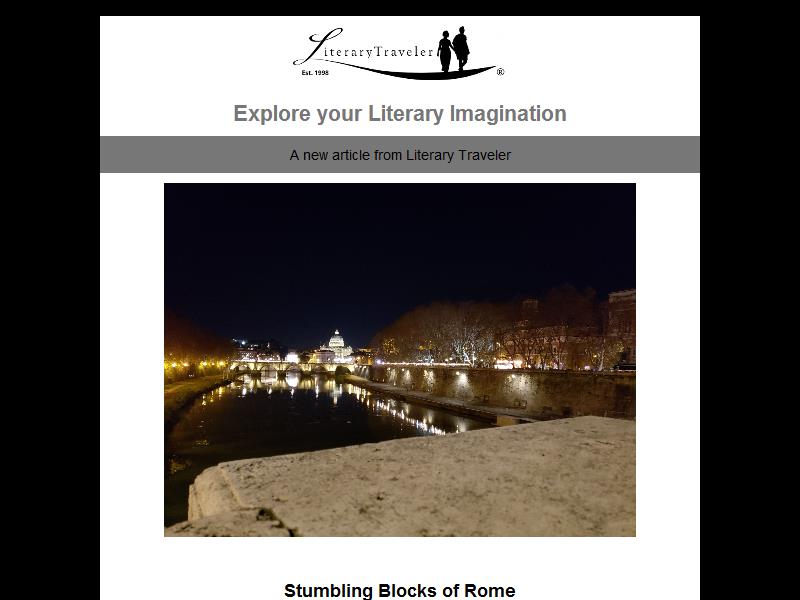 LiteraryTraveler
Est. 1998
®
Explore your Literary Imagination
A new article from Literary Traveler
Stumbling Blocks of Rome